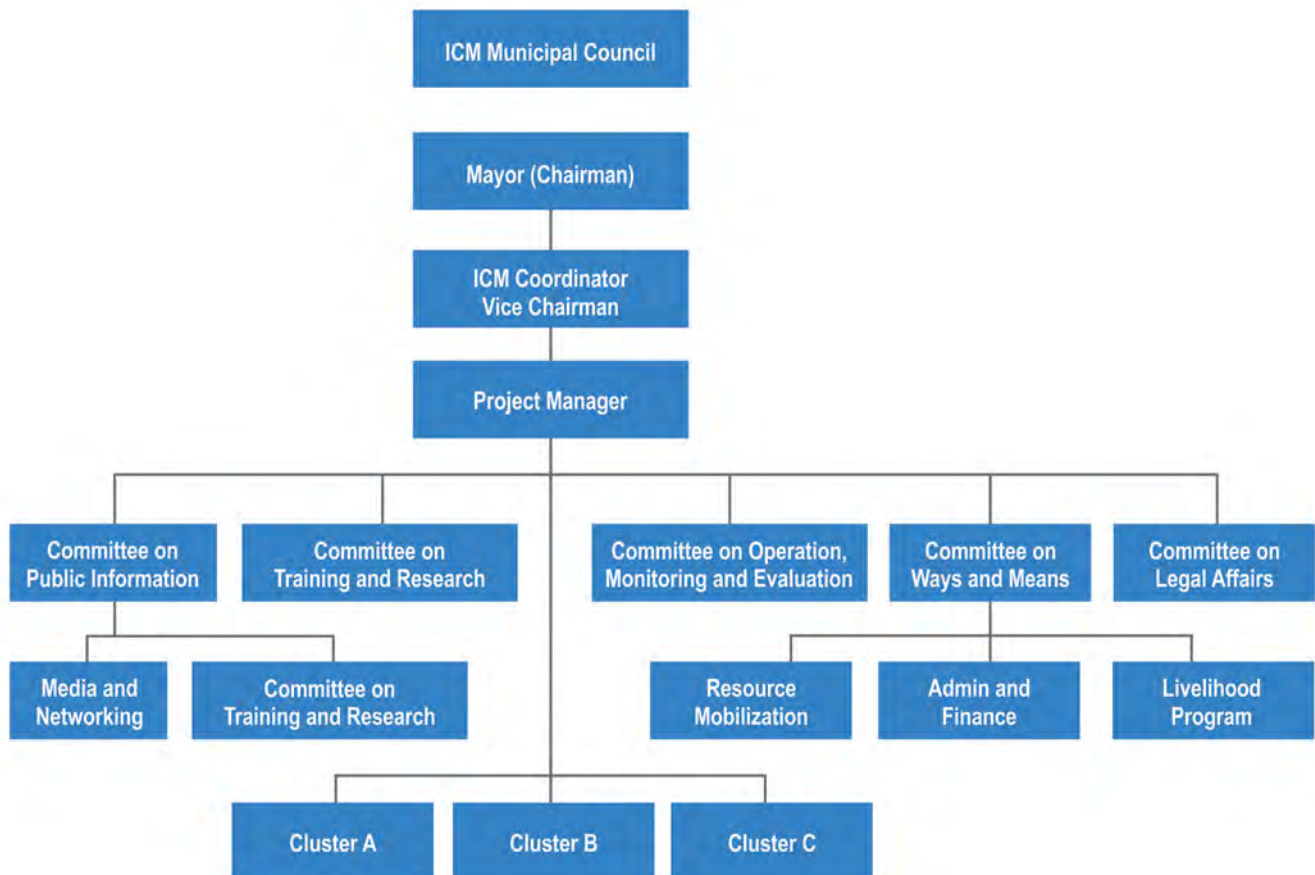 ICM Municipal Council
Mayor (Chairman)
ICM Coordinator
Vice Chairman
Project Manager
Committee on
Public Information
Committee on
Training and Research
Committee on Operation,
Monitoring and Evaluation
Committee on
Ways and Means
Committee on
Legal Affairs
Media and
Networking
Committee on
Training and Research
Resource
Mobilization
Admin and
Finance
Livelihood
Program
Cluster A
Cluster B
Cluster C